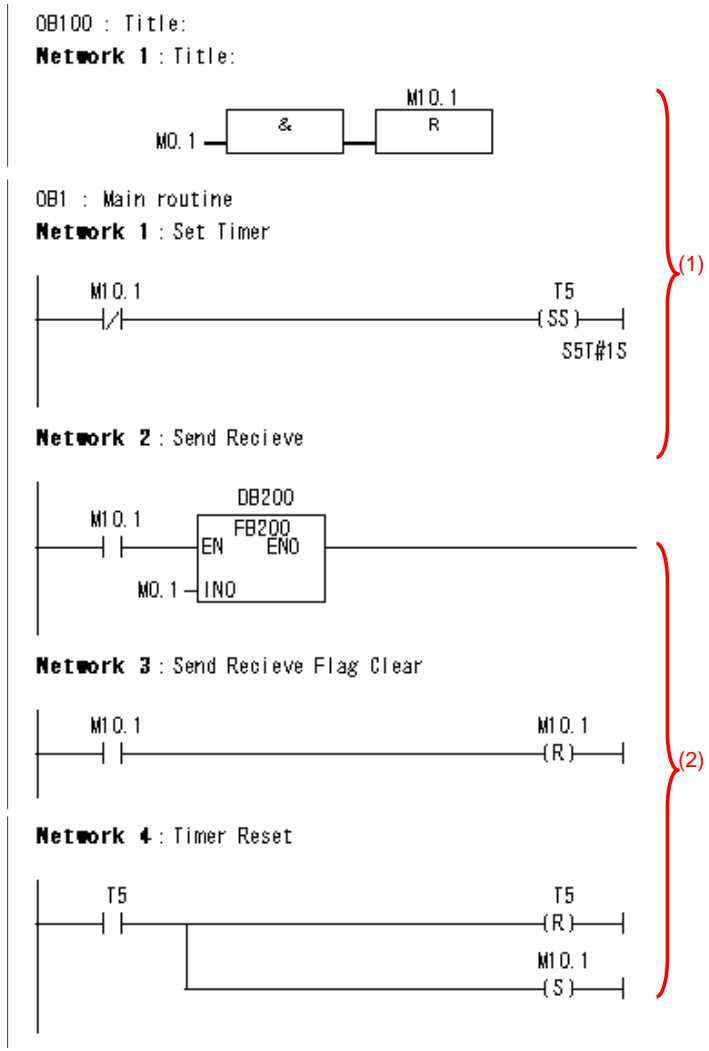 OB100 : Title:
Network 1 : Title:
M10.1
& R
M0.1
OB1 : Main routine
Network 1 : Set Timer
(1)
M10.1 T5
(SS)
S5T#1S
Network 2 : Send Recieve
DB200
M10.1 FB200
EN ENO
M0.1 IN0
Network 3 : Send Recieve Flag Clear
M10.1 M10.1
(R)
(2)
Network 4 : Timer Reset
T5 T5
(R)
M10.1
(S)